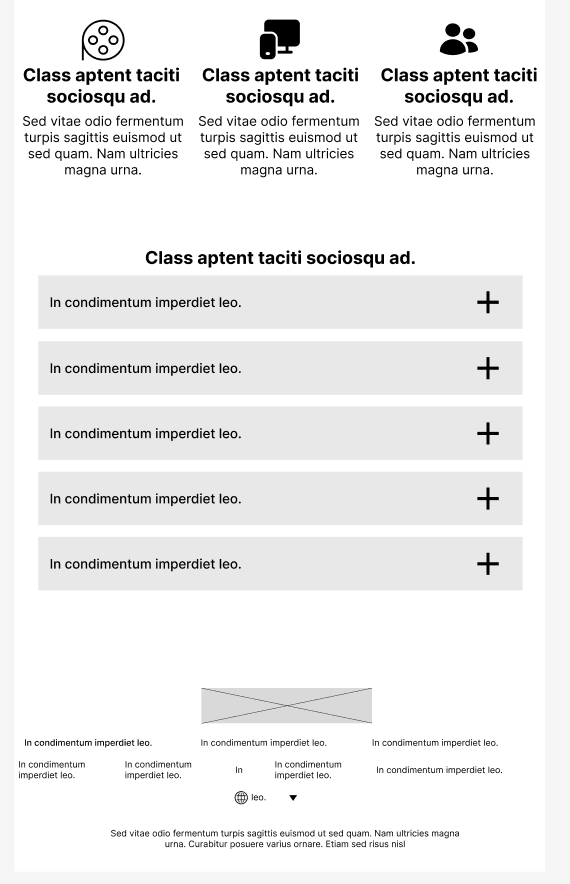 Class aptent taciti
sociosqu ad.
Sed vitae odio fermentum
turpis sagittis euismod ut
sed quam. Nam ultricies
magna urna.
Class aptent taciti
sociosqu ad.
Sed vitae odio fermentum
turpis sagittis euismod ut
sed quam. Nam ultricies
magna urna.
Class aptent taciti
sociosqu ad.
Sed vitae odio fermentum
turpis sagittis euismod ut
sed quam. Nam ultricies
magna urna.
Class aptent taciti sociosqu ad.
In condimentum imperdiet leo.
In condimentum imperdiet leo.
In condimentum imperdiet leo.
In condimentum imperdiet leo.
In condimentum imperdiet leo.
In condimentum imperdiet leo.
In condimentum imperdiet leo.
In condimentum imperdiet leo.
In condimentum
imperdiet leo.
In condimentum
imperdiet leo.
In
In condimentum
imperdiet leo.
In condimentum imperdiet leo.
leo.
Sed vitae odio fermentum turpis sagittis euismod ut sed quam. Nam ultricies magna
urna. Curabitur posuere varius ornare. Etiam sed risus nisl